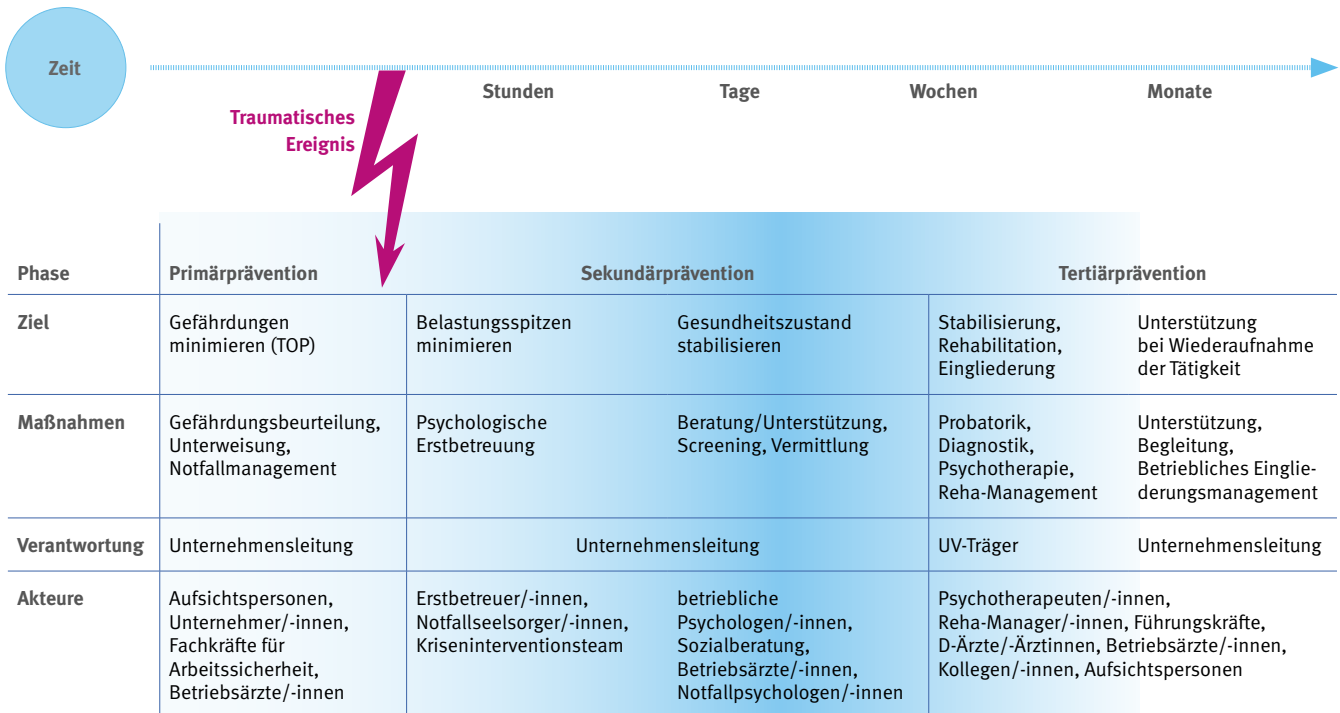 Zeit
Stunden Tage Wochen Monate
Traumatisches
Ereignis
Phase Primärprävention Sekundärprävention Tertiärprävention
Ziel
Gefährdungen
minimieren (TOP)
Belastungsspitzen
minimieren
Gesundheitszustand
stabilisieren
Stabilisierung,
Rehabilitation,
Eingliederung
Unterstützung
bei Wiederaufnahme
der Tätigkeit
Maßnahmen
Gefährdungsbeurteilung,
Unterweisung,
Notfallmanagement
Psychologische
Erstbetreuung
Beratung/Unterstützung,
Screening, Vermittlung
Probatorik,
Diagnostik,
Psychotherapie,
Reha-Management
Unterstützung,
Begleitung,
Betriebliches Einglie-
derungsmanagement
Verantwortung Unternehmensleitung Unternehmensleitung UV-Träger Unternehmensleitung
Akteure
Aufsichtspersonen,
Unternehmer/-innen,
Fachkräfte für
Arbeitssicherheit,
Betriebsärzte/-innen
Erstbetreuer/-innen,
Notfallseelsorger/-innen,
Kriseninterventionsteam
betriebliche
Psychologen/-innen,
Sozialberatung,
Betriebsärzte/-innen,
Notfallpsychologen/-innen
Psychotherapeuten/-innen,
Reha-Manager/-innen, Führungskräfte,
D-Ärzte/-Ärztinnen, Betriebsärzte/-innen,
Kollegen/-innen, Aufsichtspersonen